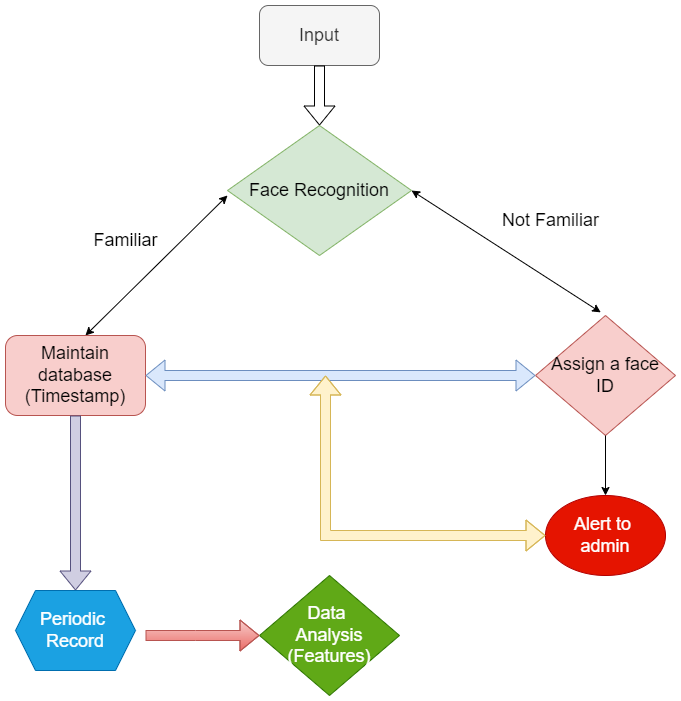 Input
Face Recognition
Not Familiar
Familiar
Maintain
database
(Timestamp)
Assign a face
ID
Alert to
admin
Periodic
Record
Data
Analysis
(Features)